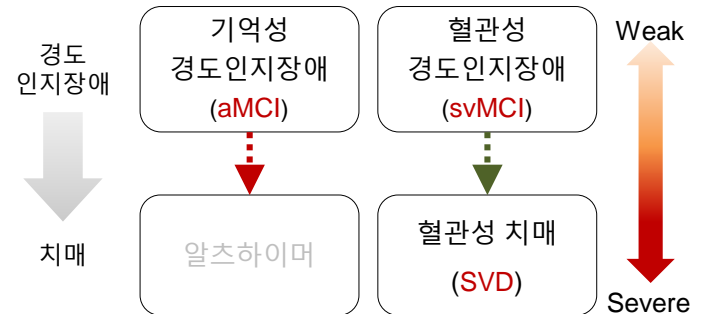 경도
인지장애
기억성
경도인지장애
(aMCI)
혈관성
경도인지장애
(svMCI)
Weak
치매
알츠하이머
혈관성 치매
(SVD)
Severe